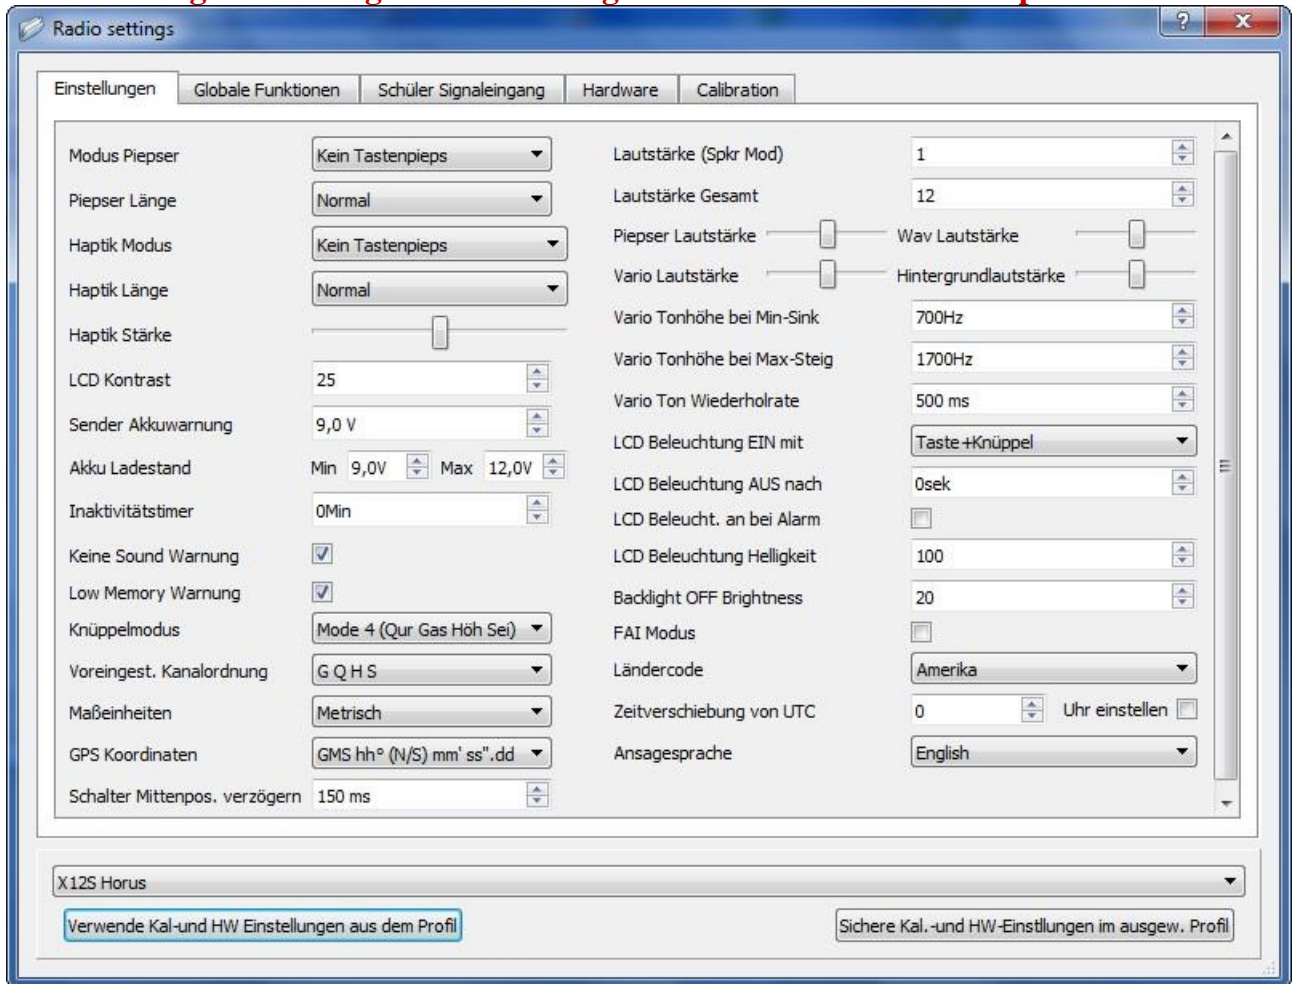 Radio settings
Einstellungen Globale Funktionen Schüler Signaleingang Hardware Calibration
Modus Piepser Kein Tastenpieps
Piepser Länge Normal
Haptik Modus Kein Tastenpieps
Haptik Länge Normal
Haptik Stärke
LCD Kontrast 25
Sender Akkuwarnung 9,0 V
Akku Ladestand Min 9,0V Max 12,0V
Inaktivitätstimer 0Min
Keine Sound Warnung
Low Memory Warnung
Knüppelmodus Mode 4 (Qur Gas Höh Sei)
Voreingest. Kanalordnung G Q H S
Maßeinheiten Metrisch
GPS Koordinaten GMS hh° (N/S) mm' ss".dd
Schalter Mittenpos. verzögern 150 ms
Lautstärke (Spkr Mod) 1
Lautstärke Gesamt 12
Piepser Lautstärke Wav Lautstärke
Vario Lautstärke Hintergrundlautstärke
Vario Tonhöhe bei Min-Sink 700Hz
Vario Tonhöhe bei Max-Steig 1700Hz
Vario Ton Wiederholrate 500 ms
LCD Beleuchtung EIN mit Taste+Knüppel
LCD Beleuchtung AUS nach 0sek
LCD Beleucht. an bei Alarm
LCD Beleuchtung Helligkeit 100
Backlight OFF Brightness 20
FAI Modus
Ländercode Amerika
Zeitverschiebung von UTC 0 Uhr einstellen
Ansagesprache English
X12S Horus
Verwende Kal-und HW Einstellungen aus dem Profil Sichere Kal.-und HW-Einstllungen im ausgew. Profil